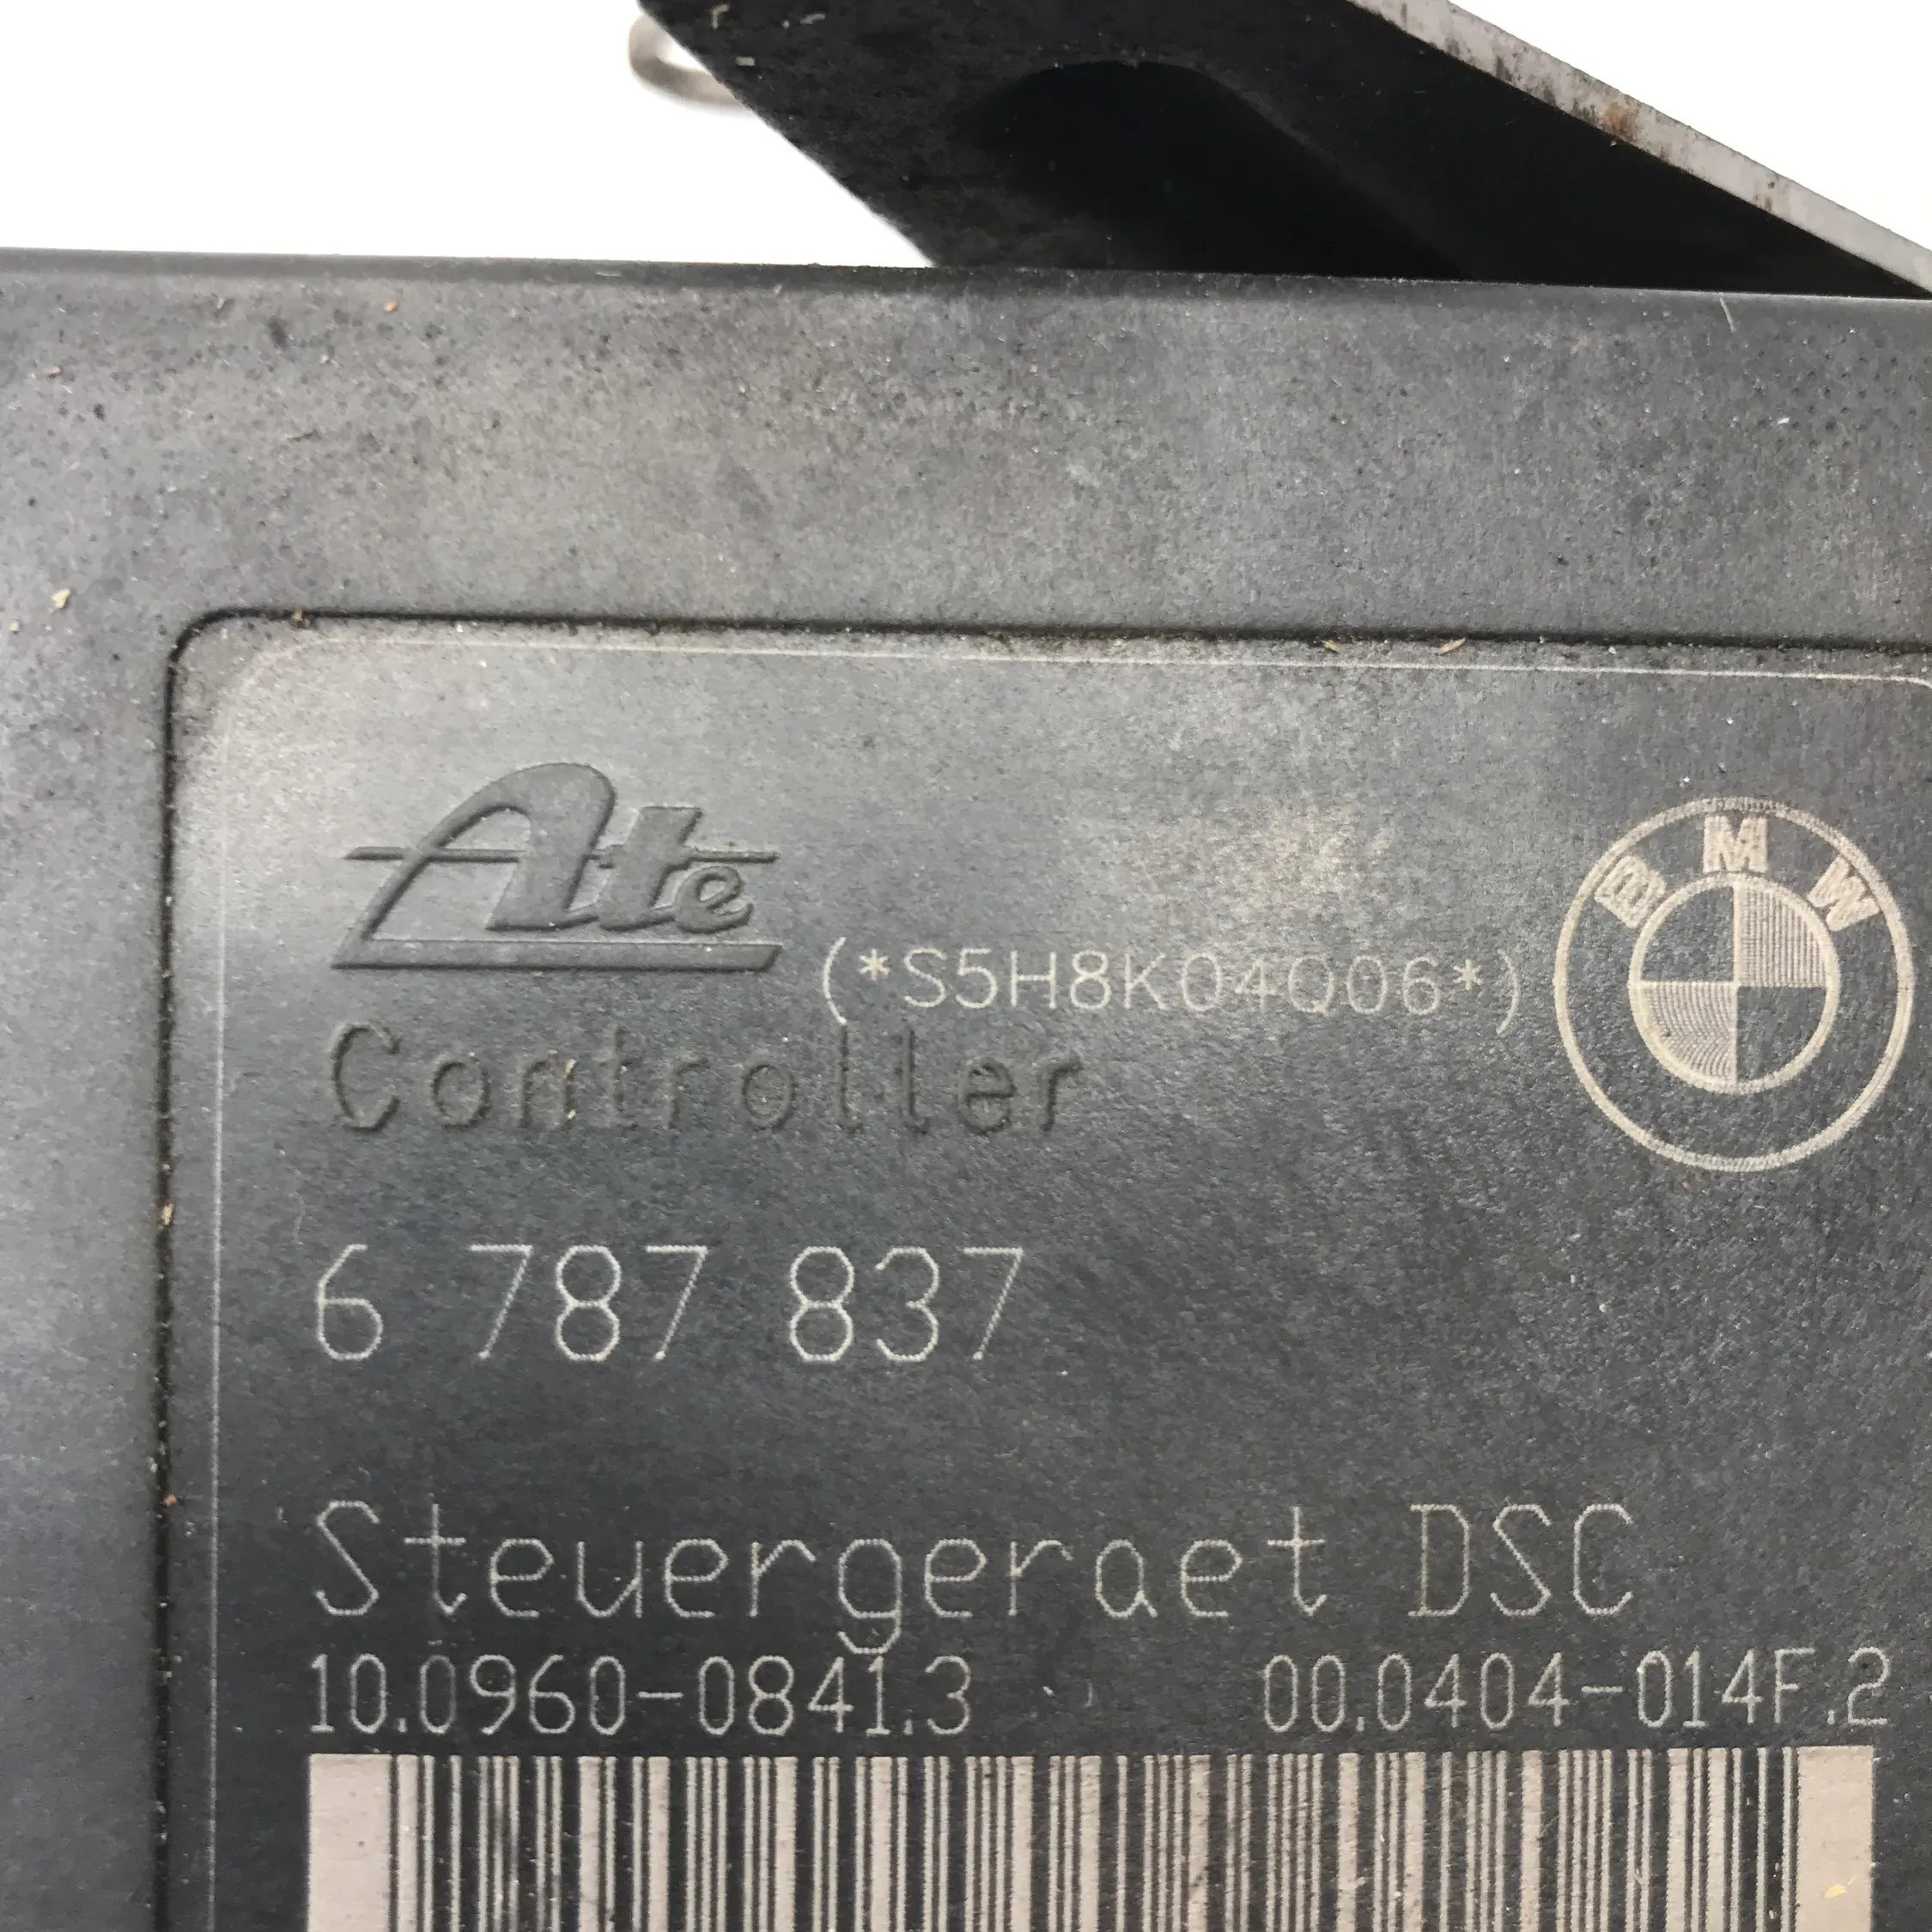 Ate
(*S5H8K04Q06*)
BMW
Controller
6 787 837
Steuergeraet DSC
10.0960-0841.3 00.0404-014F.2